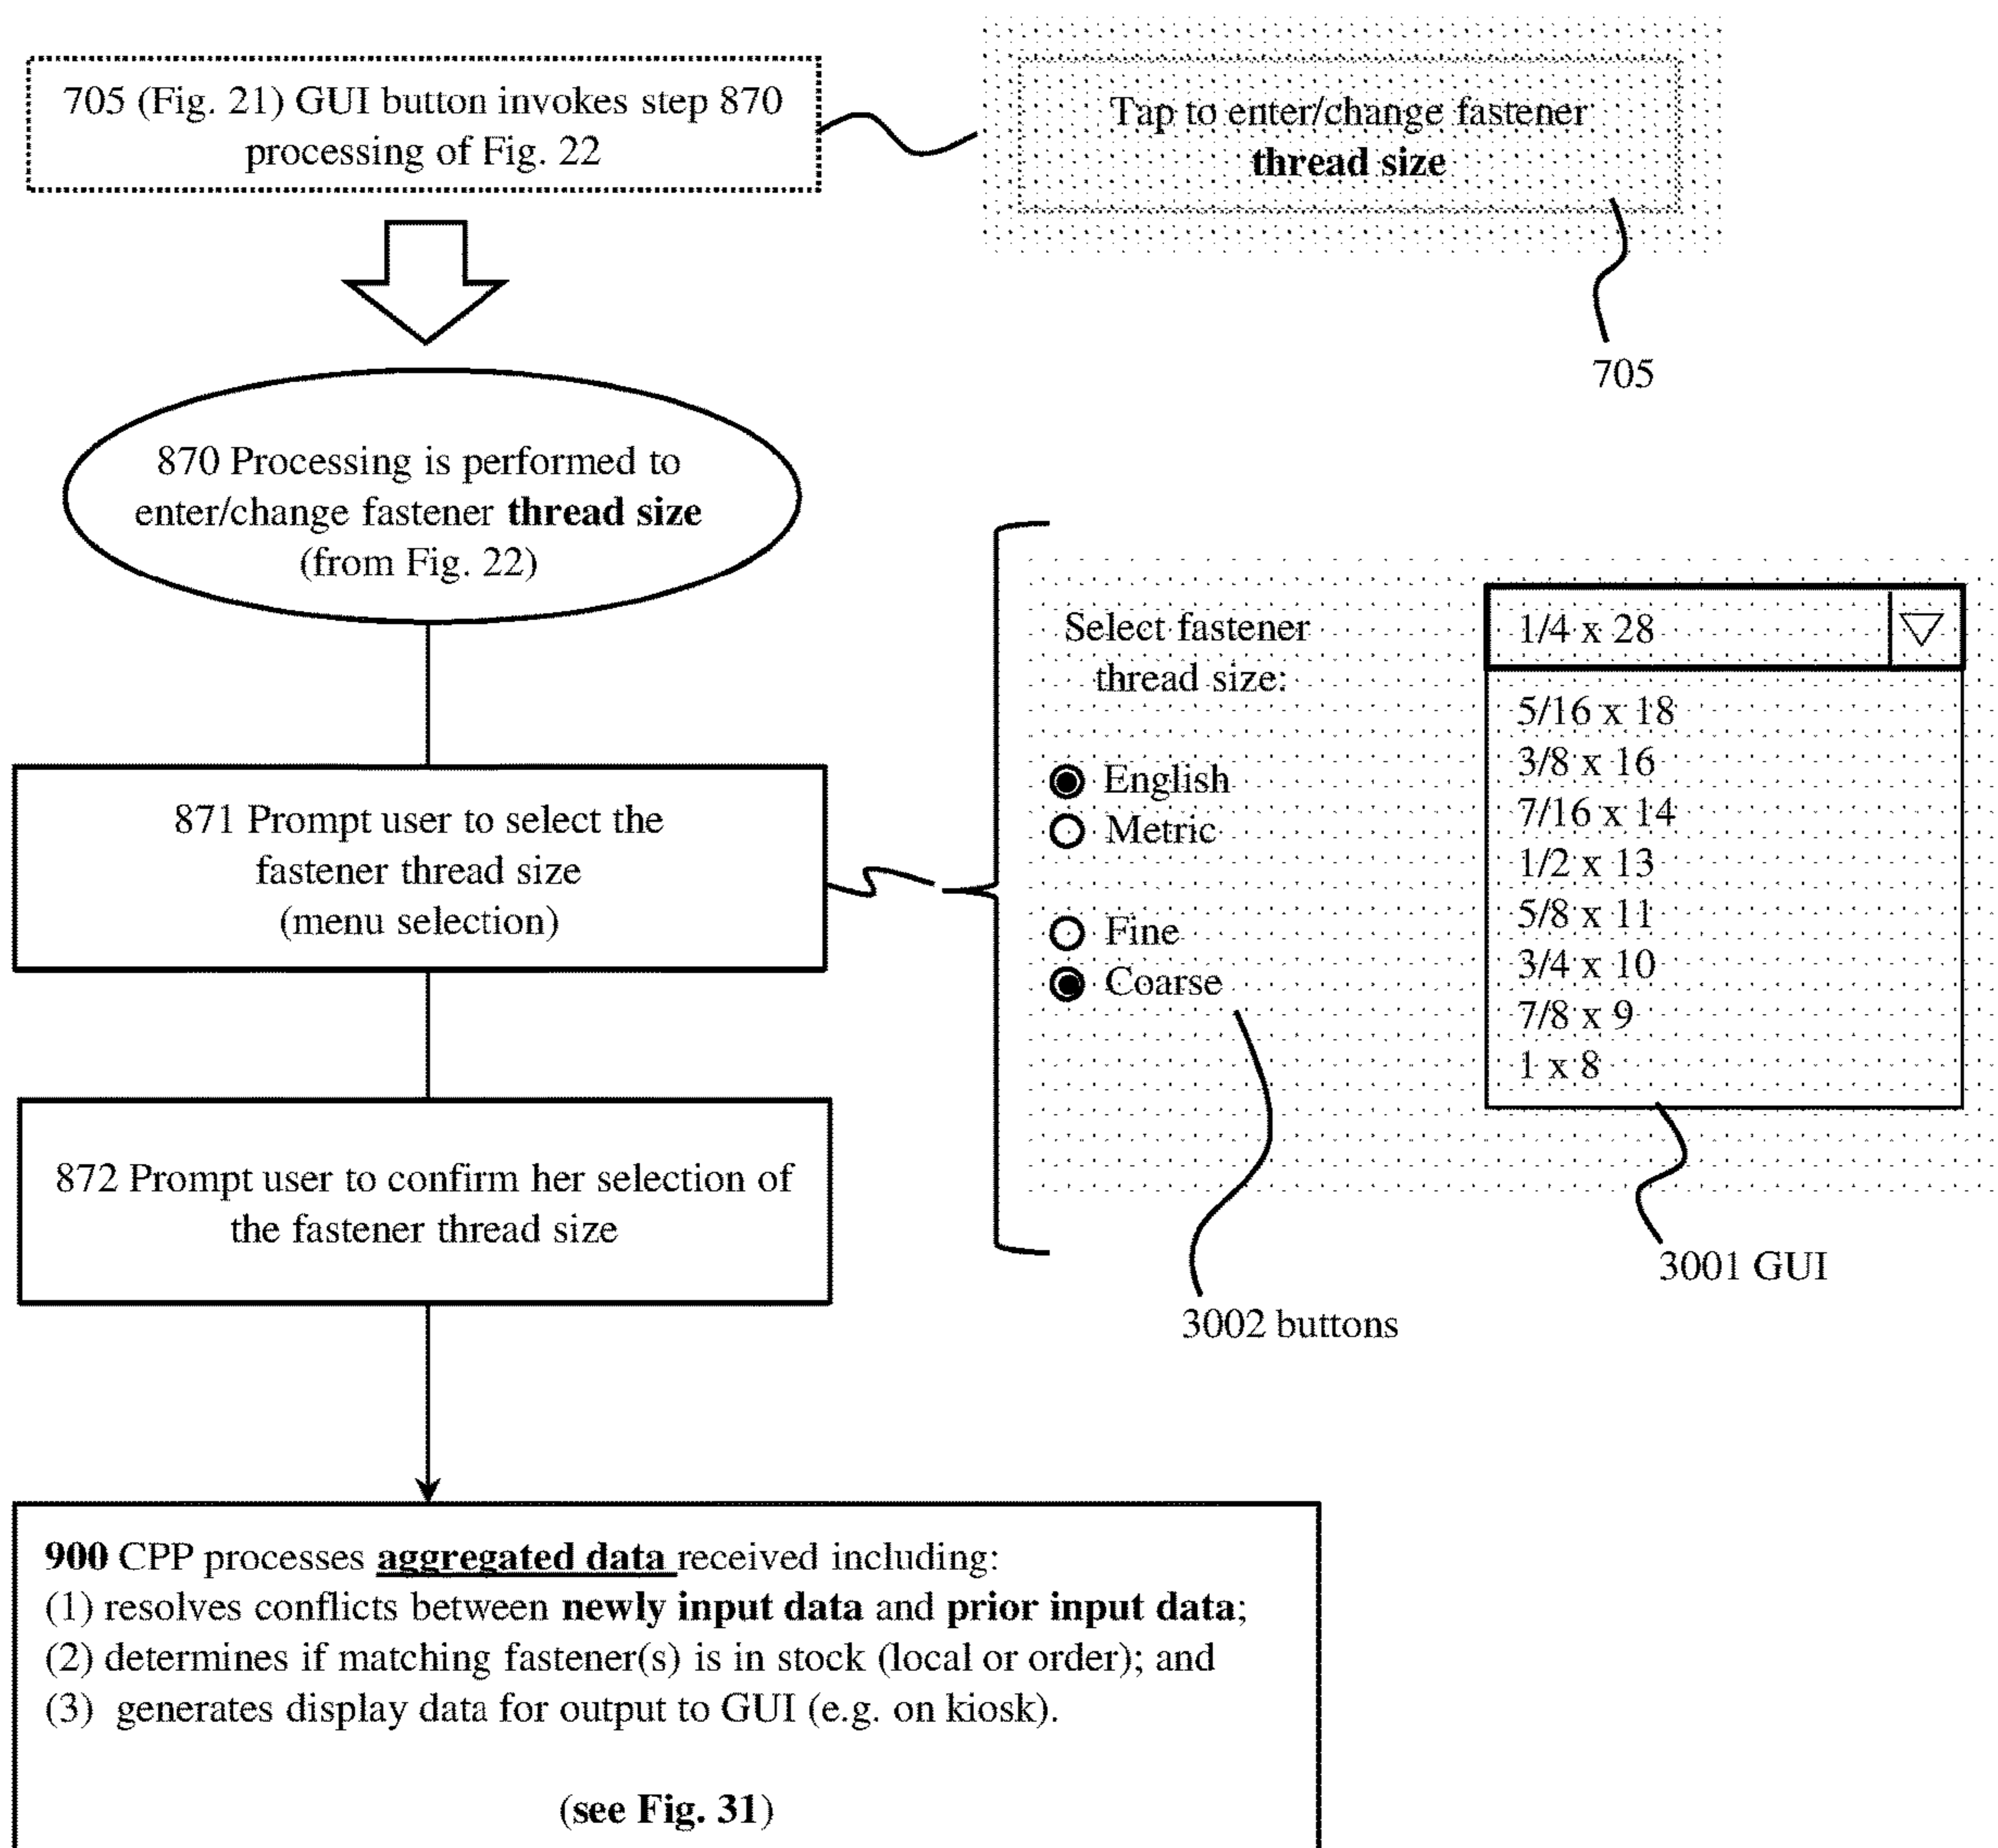 705 (Fig. 21) GUI button invokes step 870
processing of Fig. 22
Tap to enter/change fastener
thread size
705
870 Processing is performed to
enter/change fastener thread size
(from Fig. 22)
871 Prompt user to select the
fastener thread size
(menu selection)
Select fastener
thread size:
English
Metric
Fine
Coarse
1/4 x 28
5/16 x 18
3/8 x 16
7/16 x 14
1/2 x 13
5/8 x 11
3/4 x 10
7/8 x 9
1 x 8
3001 GUI
3002 buttons
872 Prompt user to confirm her selection of
the fastener thread size
900 CPP processes aggregated data received including:
(1) resolves conflicts between newly input data and prior input data;
(2) determines if matching fastener(s) is in stock (local or order); and
(3) generates display data for output to GUI (e.g. on kiosk).
(see Fig. 31)